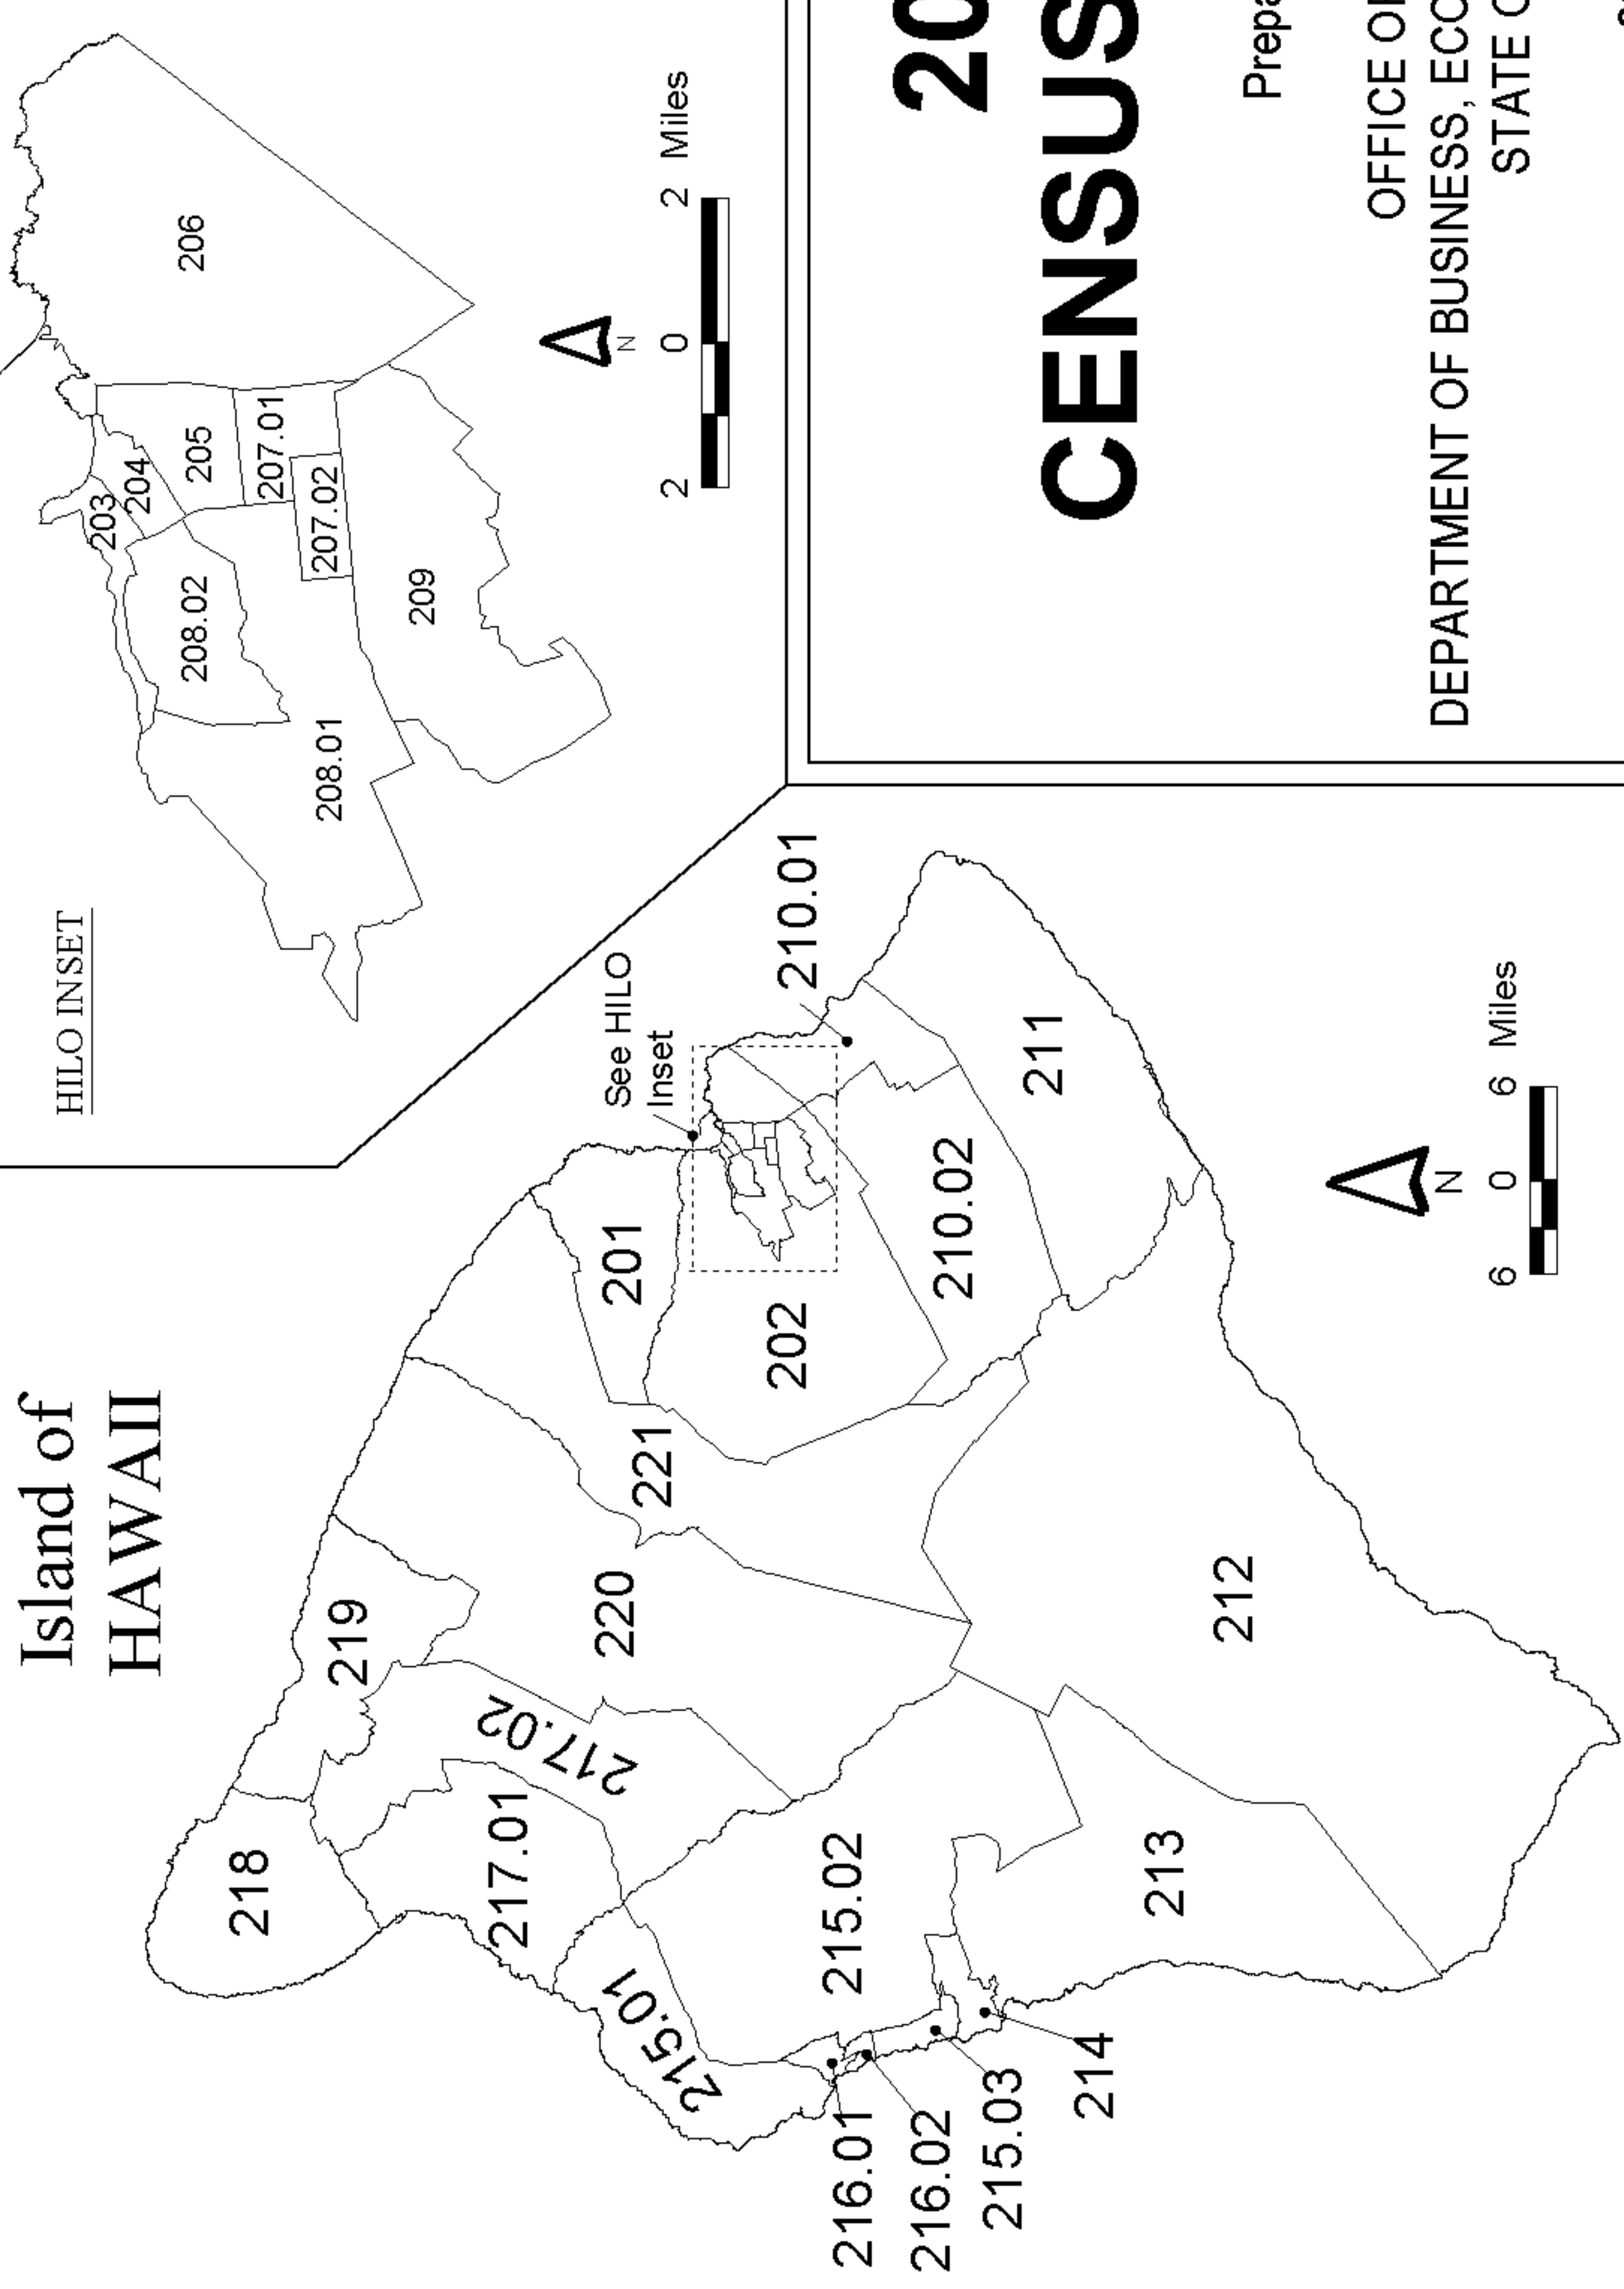 Island of
HAWAII
218
219
217.01
217.02
220
221
201
See HILO
Inset
202
210.01
210.02
211
215.01
215.02
212
213
216.01
216.02
215.03
214
N
6 0 6 Miles
HILO INSET
203
204
205
206
207.01
207.02
208.02
208.01
209
N
2 0 2 Miles
20
CENSUS
Prepa
OFFICE OF
DEPARTMENT OF BUSINESS, ECO
STATE O